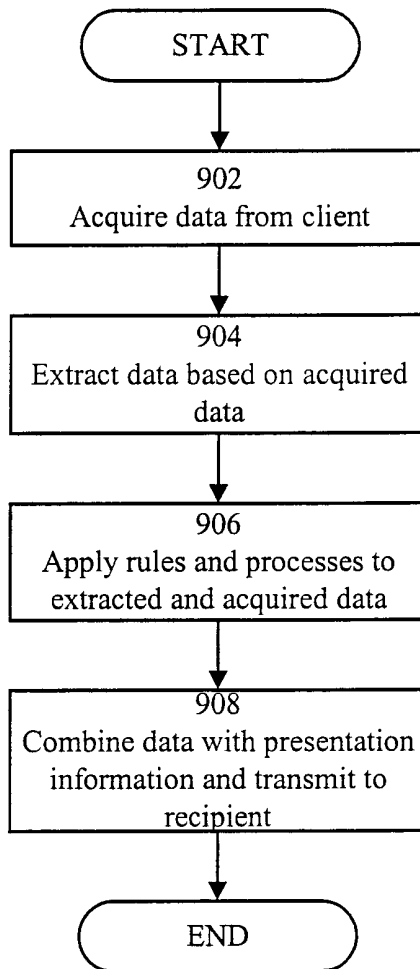 START
902
Acquire data from client
904
Extract data based on acquired
data
906
Apply rules and processes to
extracted and acquired data
908
Combine data with presentation
information and transmit to
recipient
END